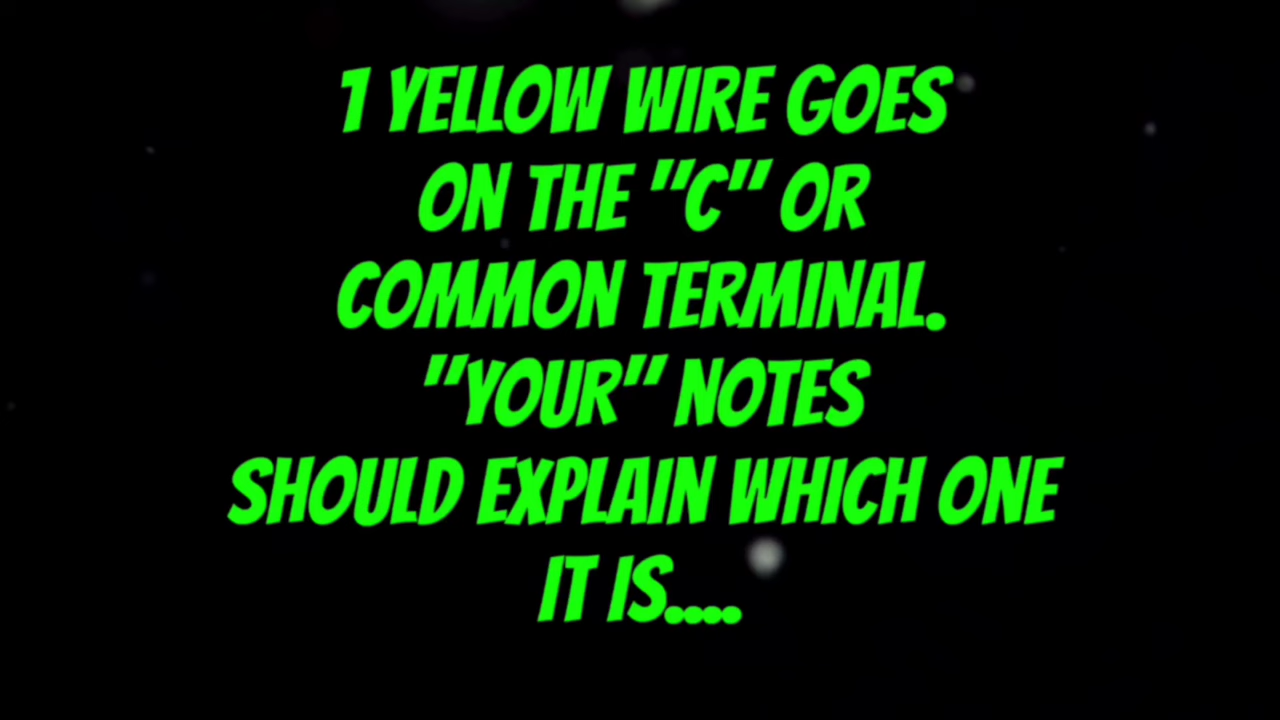 1 YELLOW WIRE GOES
ON THE "C" OR
COMMON TERMINAL.
"YOUR" NOTES
SHOULD EXPLAIN WHICH ONE
IT IS....